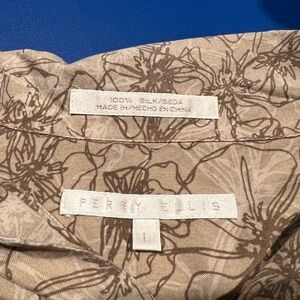 100% SILK/SEDA
MADE IN/HECHO EN CHINA
PERRY ELLIS
L